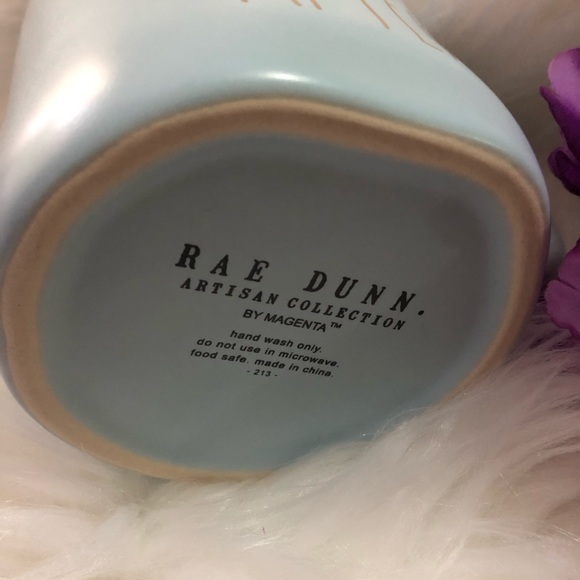 RAE DUNN.
ARTISAN COLLECTION
BY MAGENTA™
hand wash only.
do not use in microwave.
food safe. made in china.
- 213 -